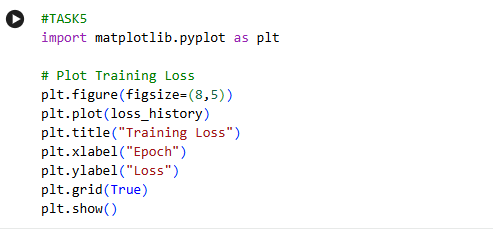 #TASK5
import matplotlib.pyplot as plt

# Plot Training Loss
plt.figure(figsize=(8,5))
plt.plot(loss_history)
plt.title("Training Loss")
plt.xlabel("Epoch")
plt.ylabel("Loss")
plt.grid(True)
plt.show()